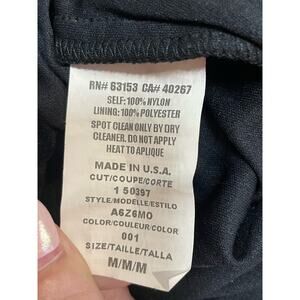 RN# 63153 CA# 40267
SELF: 100% NYLON
LINING: 100% POLYESTER
SPOT CLEAN ONLY BY DRY
CLEANER. DO NOT APPLY
HEAT TO APLIQUE
MADE IN U.S.A.
CUT/COUPE/CORTE
1 50397
STYLE/MODELLE/ESTILO
A6Z6MO
COLOR/COULEUR/COLOR
001
SIZE/TAILLE/TALLA
M/M/M